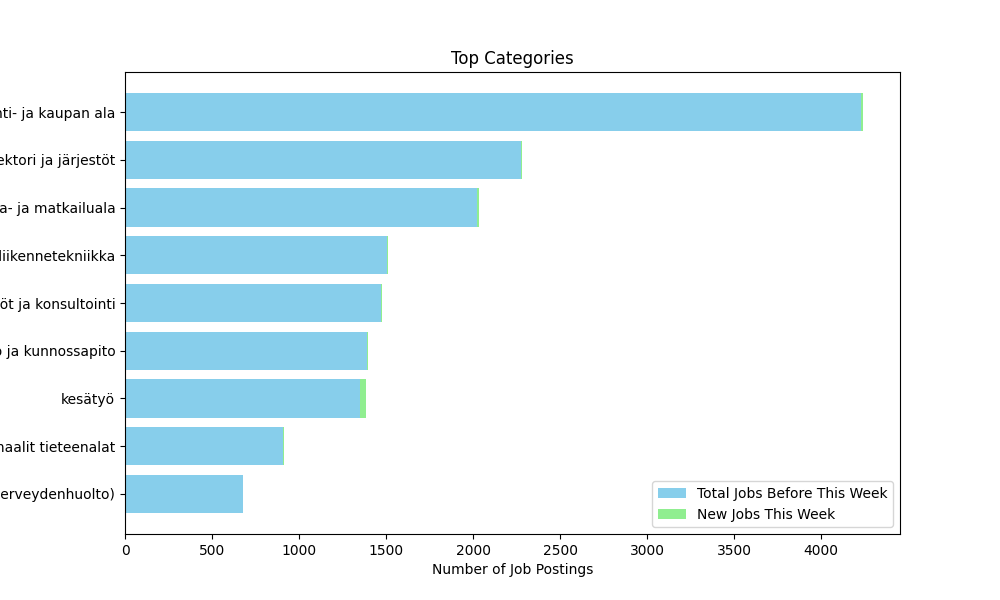 Top Categories
nti- ja kaupan ala
ektori ja järjestöt
a- ja matkailuala
liikennetekniikka
öt ja konsultointi
ja kunnossapito
kesätyö
naalit tieteenalat
erveydenhuolto)
Total Jobs Before This Week
New Jobs This Week
0 500 1000 1500 2000 2500 3000 3500 4000
Number of Job Postings